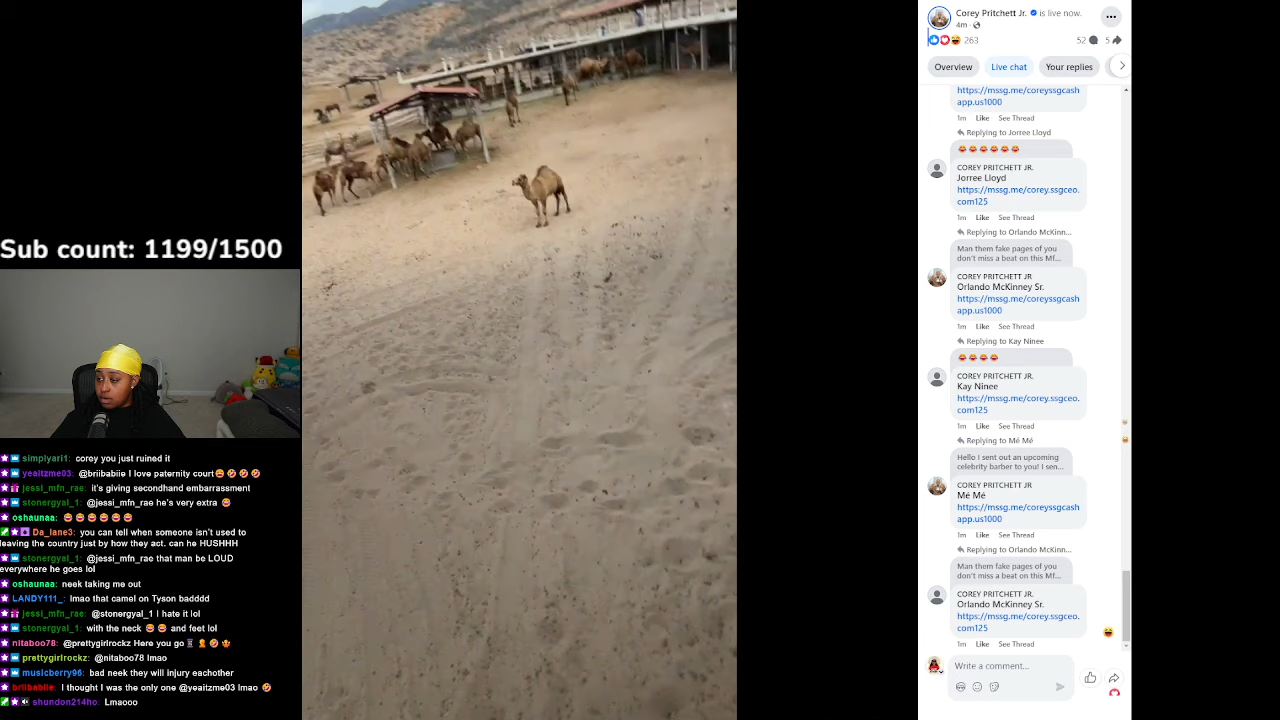 Sub count: 1199/1500
simplyari1: corey you just ruined it
yeaitzme03: @briibabiie I love paternity court
jessi_mfn_rae: it's giving secondhand embarrassment
stonergyal_1: @jessi_mfn_rae he's very extra
oshaunaa:
Da_lane3: you can tell when someone isn't used to
leaving the country just by how they act. can he HUSHHH
stonergyal_1: @jessi_mfn_rae that man be LOUD
everywhere he goes lol
oshaunaa: neek taking me out
LANDY111_: lmao that camel on Tyson badddd
jessi_mfn_rae: @stonergyal_1 I hate it lol
stonergyal_1: with the neck 😂 😂 and feet lol
nitaboo78: @prettygirlrockz Here you go
prettygirlrockz: @nitaboo78 lmao
musicberry96: bad neek they will injury eachother
briibabiie: I thought I was the only one @yeaitzme03 lmao 🤣
shundon214ho: Lmaooo
Corey Pritchett Jr. is live now.
4m ·
263
52
5
Overview
Live chat
Your replies
https://mssg.me/coreyssgcash
app.us1000
1m Like See Thread
Replying to Jorree Lloyd
😂😂😂😂😂😂
COREY PRITCHETT JR.
Jorree Lloyd
https://mssg.me/corey.ssgceo.
com125
1m Like See Thread
Replying to Orlando McKinn...
Man them fake pages of you
don't miss a beat on this Mf...
COREY PRITCHETT JR
Orlando McKinney Sr.
https://mssg.me/coreyssgcash
app.us1000
1m Like See Thread
Replying to Kay Ninee
😂😂😂😂
COREY PRITCHETT JR.
Kay Ninee
https://mssg.me/corey.ssgceo.
com125
1m Like See Thread
Replying to Mé Mé
Hello I sent out an upcoming
celebrity barber to you! I sen...
COREY PRITCHETT JR
Mé Mé
https://mssg.me/coreyssgcash
app.us1000
1m Like See Thread
Replying to Orlando McKinn...
Man them fake pages of you
don't miss a beat on this Mf...
COREY PRITCHETT JR.
Orlando McKinney Sr.
https://mssg.me/corey.ssgceo.
com125
1m Like See Thread
Write a comment...